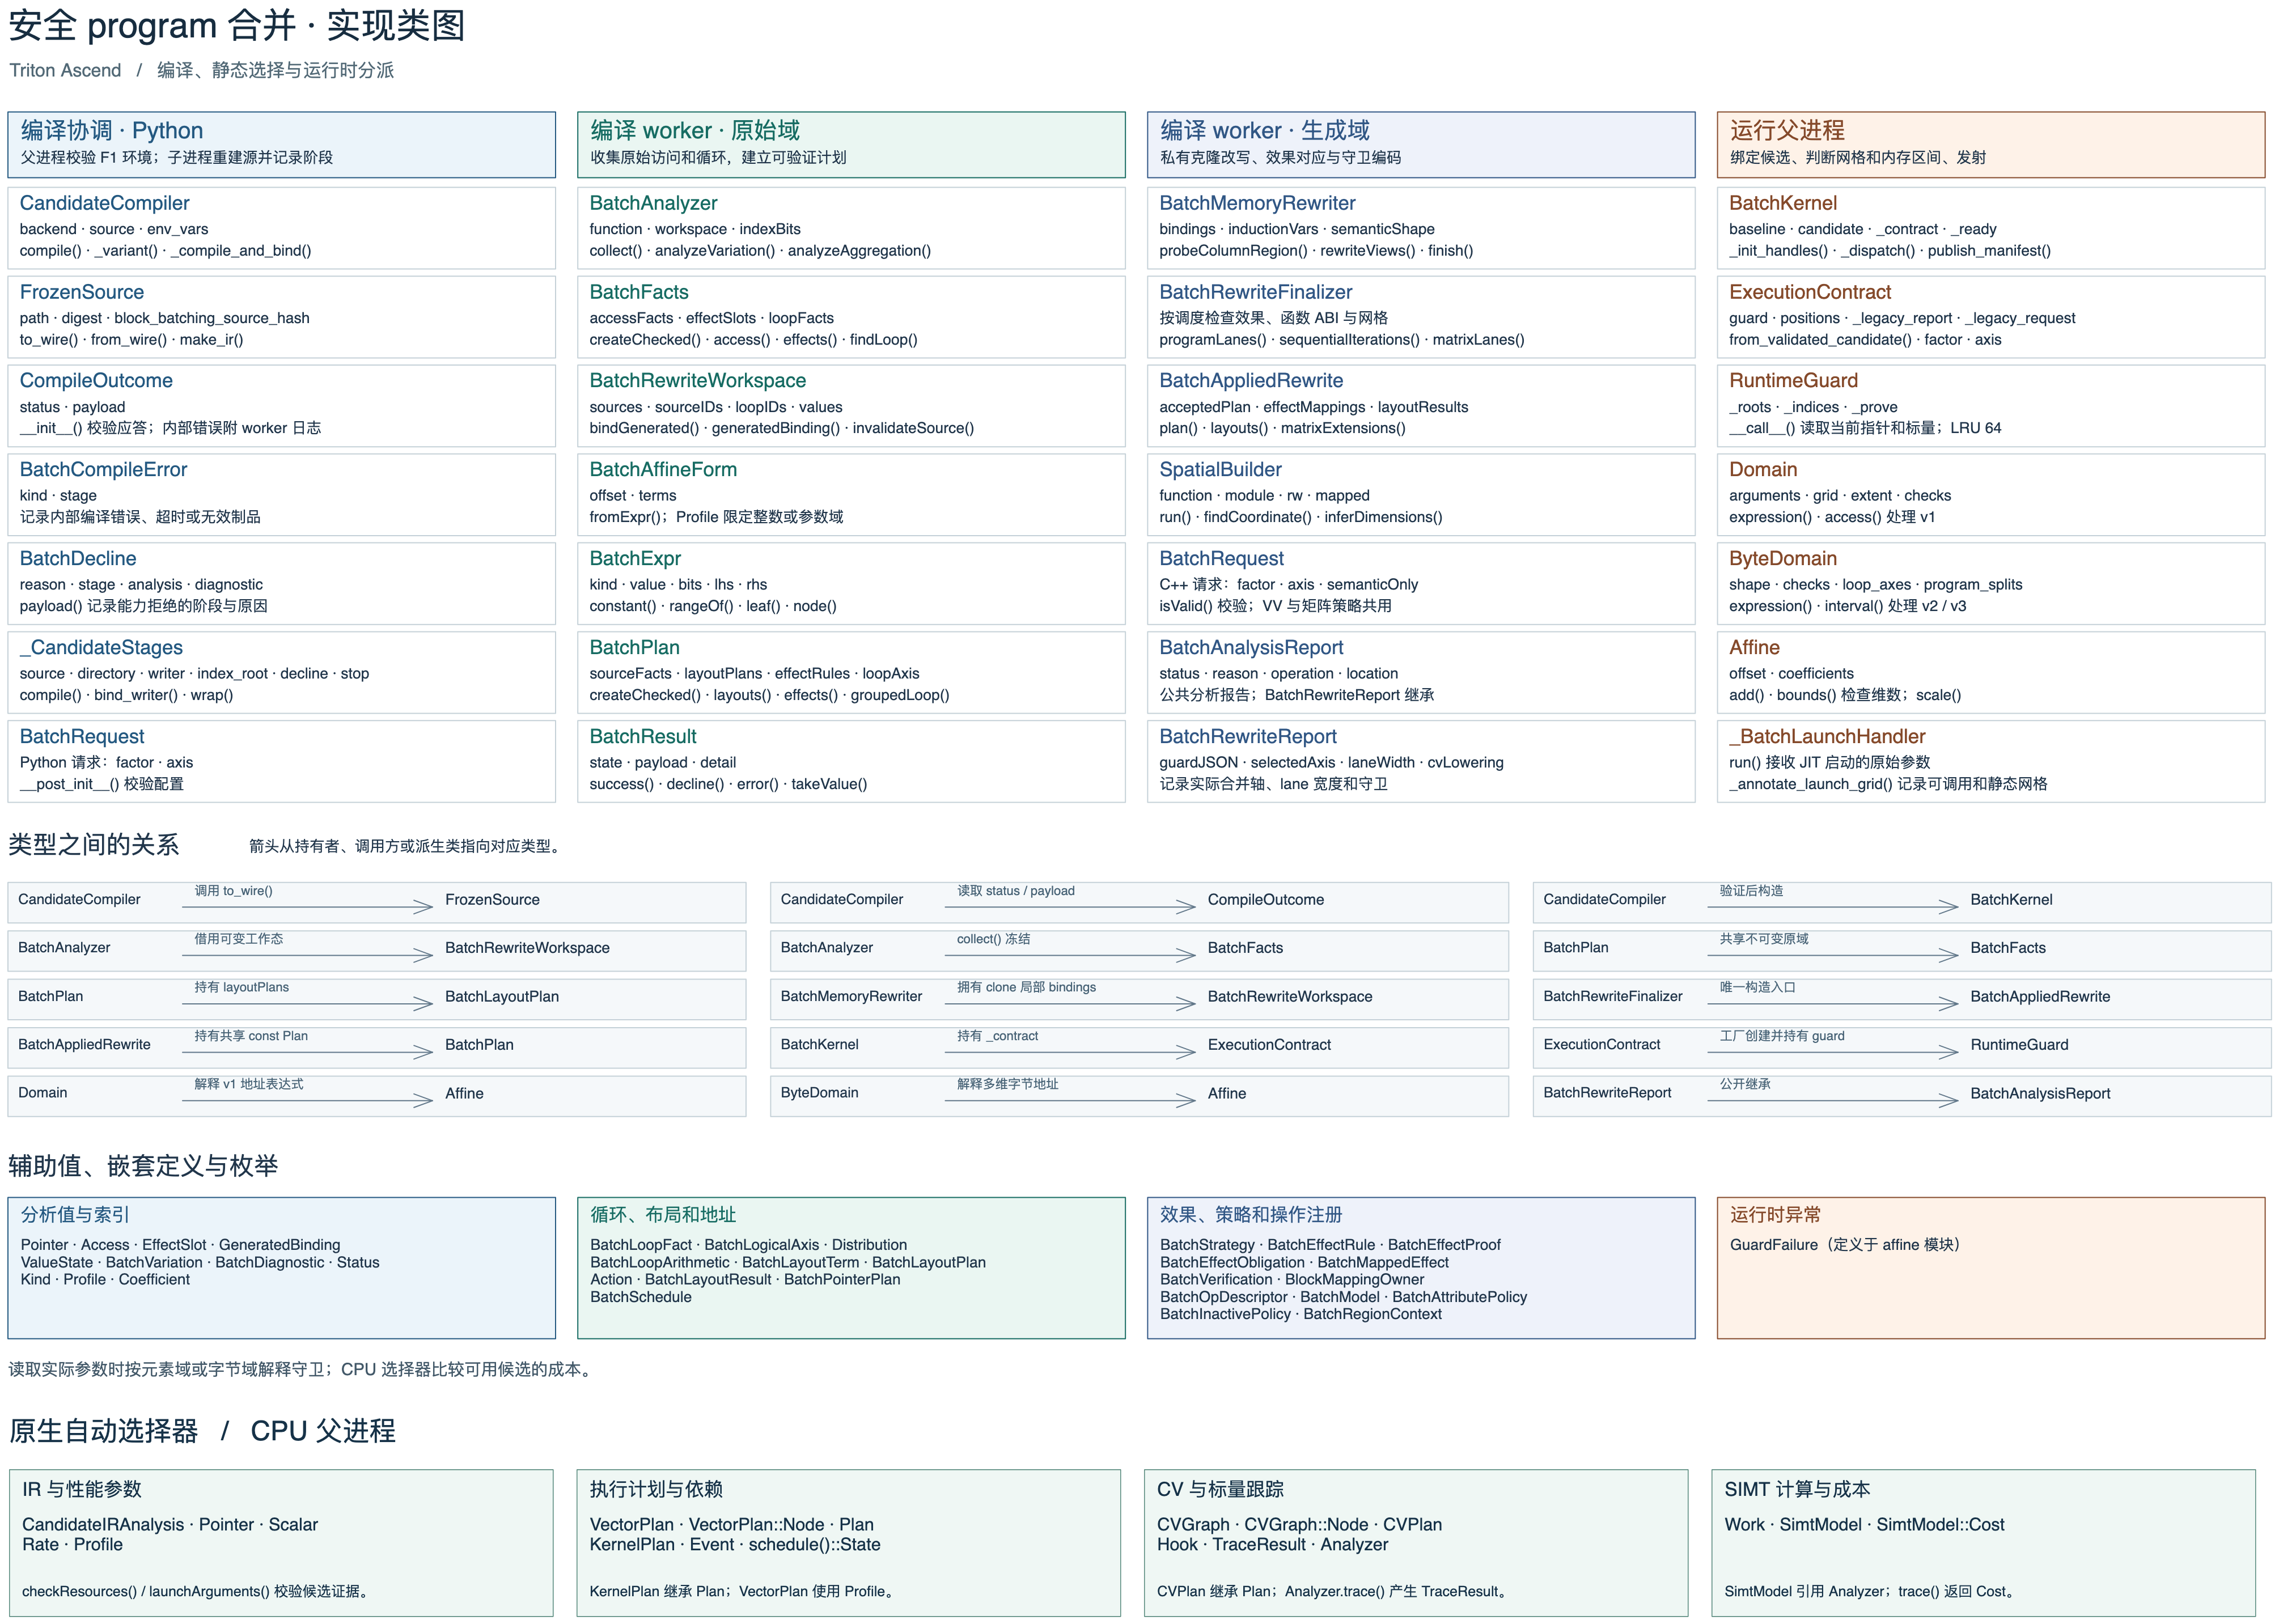 安全 program 合并 · 实现类图
Triton Ascend / 编译、静态选择与运行时分派
编译协调 · Python
父进程校验 F1 环境；子进程重建源并记录阶段
CandidateCompiler
backend · source · env_vars
compile() · _variant() · _compile_and_bind()
FrozenSource
path · digest · block_batching_source_hash
to_wire() · from_wire() · make_ir()
CompileOutcome
status · payload
__init__() 校验应答；内部错误附 worker 日志
BatchCompileError
kind · stage
记录内部编译错误、超时或无效制品
BatchDecline
reason · stage · analysis · diagnostic
payload() 记录能力拒绝的阶段与原因
_CandidateStages
source · directory · writer · index_root · decline · stop
compile() · bind_writer() · wrap()
BatchRequest
Python 请求：factor · axis
__post_init__() 校验配置
编译 worker · 原始域
收集原始访问和循环，建立可验证计划
BatchAnalyzer
function · workspace · indexBits
collect() · analyzeVariation() · analyzeAggregation()
BatchFacts
accessFacts · effectSlots · loopFacts
createChecked() · access() · effects() · findLoop()
BatchRewriteWorkspace
sources · sourceIDs · loopIDs · values
bindGenerated() · generatedBinding() · invalidateSource()
BatchAffineForm
offset · terms
fromExpr()；Profile 限定整数或参数域
BatchExpr
kind · value · bits · lhs · rhs
constant() · rangeOf() · leaf() · node()
BatchPlan
sourceFacts · layoutPlans · effectRules · loopAxis
createChecked() · layouts() · effects() · groupedLoop()
BatchResult
state · payload · detail
success() · decline() · error() · takeValue()
编译 worker · 生成域
私有克隆改写、效果对应与守卫编码
BatchMemoryRewriter
bindings · inductionVars · semanticShape
probeColumnRegion() · rewriteViews() · finish()
BatchRewriteFinalizer
按调度检查效果、函数 ABI 与网格
programLanes() · sequentialIterations() · matrixLanes()
BatchAppliedRewrite
acceptedPlan · effectMappings · layoutResults
plan() · layouts() · matrixExtensions()
SpatialBuilder
function · module · rw · mapped
run() · findCoordinate() · inferDimensions()
BatchRequest
C++ 请求：factor · axis · semanticOnly
isValid() 校验；VV 与矩阵策略共用
BatchAnalysisReport
status · reason · operation · location
公共分析报告；BatchRewriteReport 继承
BatchRewriteReport
guardJSON · selectedAxis · laneWidth · cvLowering
记录实际合并轴、lane 宽度和守卫
运行父进程
绑定候选、判断网格和内存区间、发射
BatchKernel
baseline · candidate · _contract · _ready
_init_handles() · _dispatch() · publish_manifest()
ExecutionContract
guard · positions · _legacy_report · _legacy_request
from_validated_candidate() · factor · axis
RuntimeGuard
_roots · _indices · _prove
__call__() 读取当前指针和标量；LRU 64
Domain
arguments · grid · extent · checks
expression() · access() 处理 v1
ByteDomain
shape · checks · loop_axes · program_splits
expression() · interval() 处理 v2 / v3
Affine
offset · coefficients
add() · bounds() 检查维数；scale()
_BatchLaunchHandler
run() 接收 JIT 启动的原始参数
_annotate_launch_grid() 记录可调用和静态网格
类型之间的关系
箭头从持有者、调用方或派生类指向对应类型。
CandidateCompiler 调用 to_wire() FrozenSource
CandidateCompiler 读取 status / payload CompileOutcome
CandidateCompiler 验证后构造 BatchKernel
BatchAnalyzer 借用可变工作态 BatchRewriteWorkspace
BatchAnalyzer collect() 冻结 BatchFacts
BatchPlan 共享不可变原域 BatchFacts
BatchPlan 持有 layoutPlans BatchLayoutPlan
BatchMemoryRewriter 拥有 clone 局部 bindings BatchRewriteWorkspace
BatchRewriteFinalizer 唯一构造入口 BatchAppliedRewrite
BatchAppliedRewrite 持有共享 const Plan BatchPlan
BatchKernel 持有 _contract ExecutionContract
ExecutionContract 工厂创建并持有 guard RuntimeGuard
Domain 解释 v1 地址表达式 Affine
ByteDomain 解释多维字节地址 Affine
BatchRewriteReport 公开继承 BatchAnalysisReport
辅助值、嵌套定义与枚举
分析值与索引
Pointer · Access · EffectSlot · GeneratedBinding
ValueState · BatchVariation · BatchDiagnostic · Status
Kind · Profile · Coefficient
循环、布局和地址
BatchLoopFact · BatchLogicalAxis · Distribution
BatchLoopArithmetic · BatchLayoutTerm · BatchLayoutPlan
Action · BatchLayoutResult · BatchPointerPlan
BatchSchedule
效果、策略和操作注册
BatchStrategy · BatchEffectRule · BatchEffectProof
BatchEffectObligation · BatchMappedEffect
BatchVerification · BlockMappingOwner
BatchOpDescriptor · BatchModel · BatchAttributePolicy
BatchInactivePolicy · BatchRegionContext
运行时异常
GuardFailure（定义于 affine 模块）
读取实际参数时按元素域或字节域解释守卫；CPU 选择器比较可用候选的成本。
原生自动选择器 / CPU 父进程
IR 与性能参数
CandidateIRAnalysis · Pointer · Scalar
Rate · Profile
checkResources() / launchArguments() 校验候选证据。
执行计划与依赖
VectorPlan · VectorPlan::Node · Plan
KernelPlan · Event · schedule()::State
KernelPlan 继承 Plan；VectorPlan 使用 Profile。
CV 与标量跟踪
CVGraph · CVGraph::Node · CVPlan
Hook · TraceResult · Analyzer
CVPlan 继承 Plan；Analyzer.trace() 产生 TraceResult。
SIMT 计算与成本
Work · SimtModel · SimtModel::Cost
SimtModel 引用 Analyzer；trace() 返回 Cost。